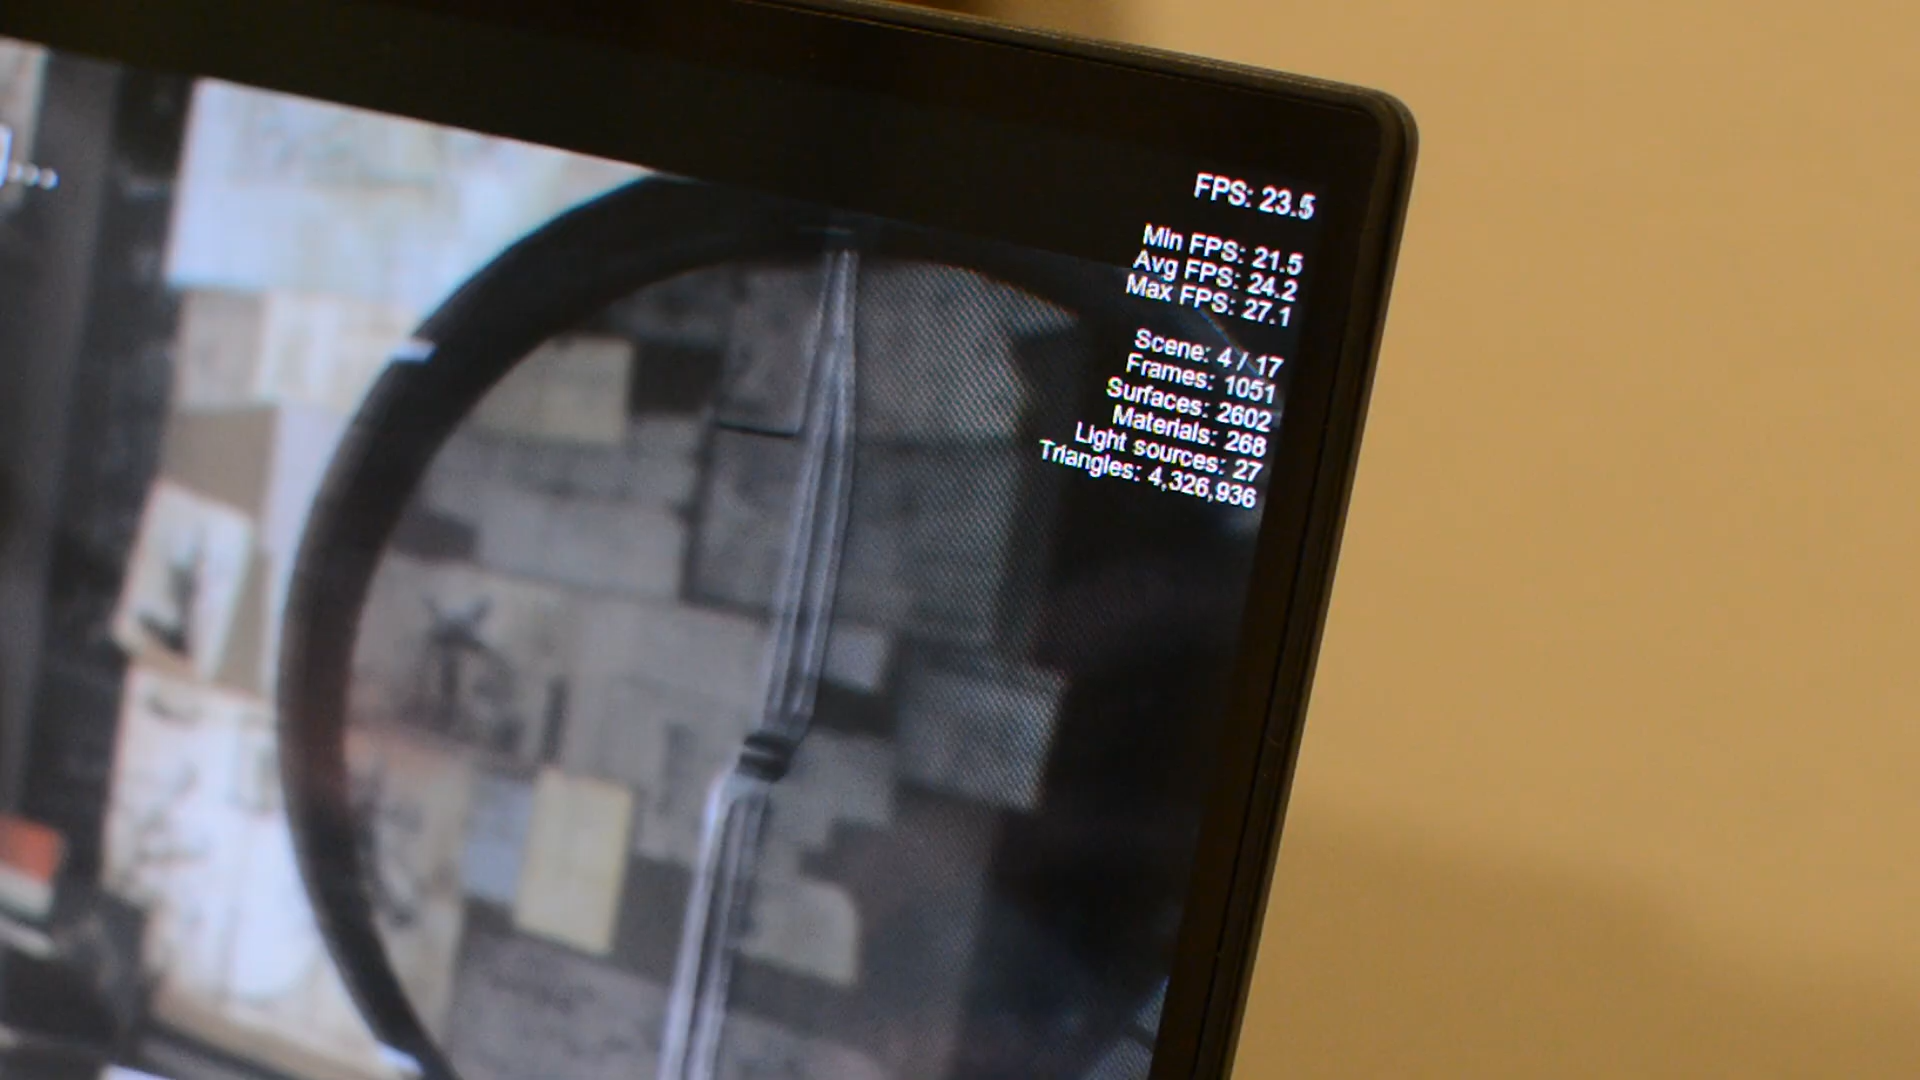 FPS: 23.5
Min FPS: 21.5
Avg FPS: 24.2
Max FPS: 27.1
Scene: 4 / 17
Frames: 1051
Surfaces: 2602
Materials: 268
Light sources: 27
Triangles: 4,326,936